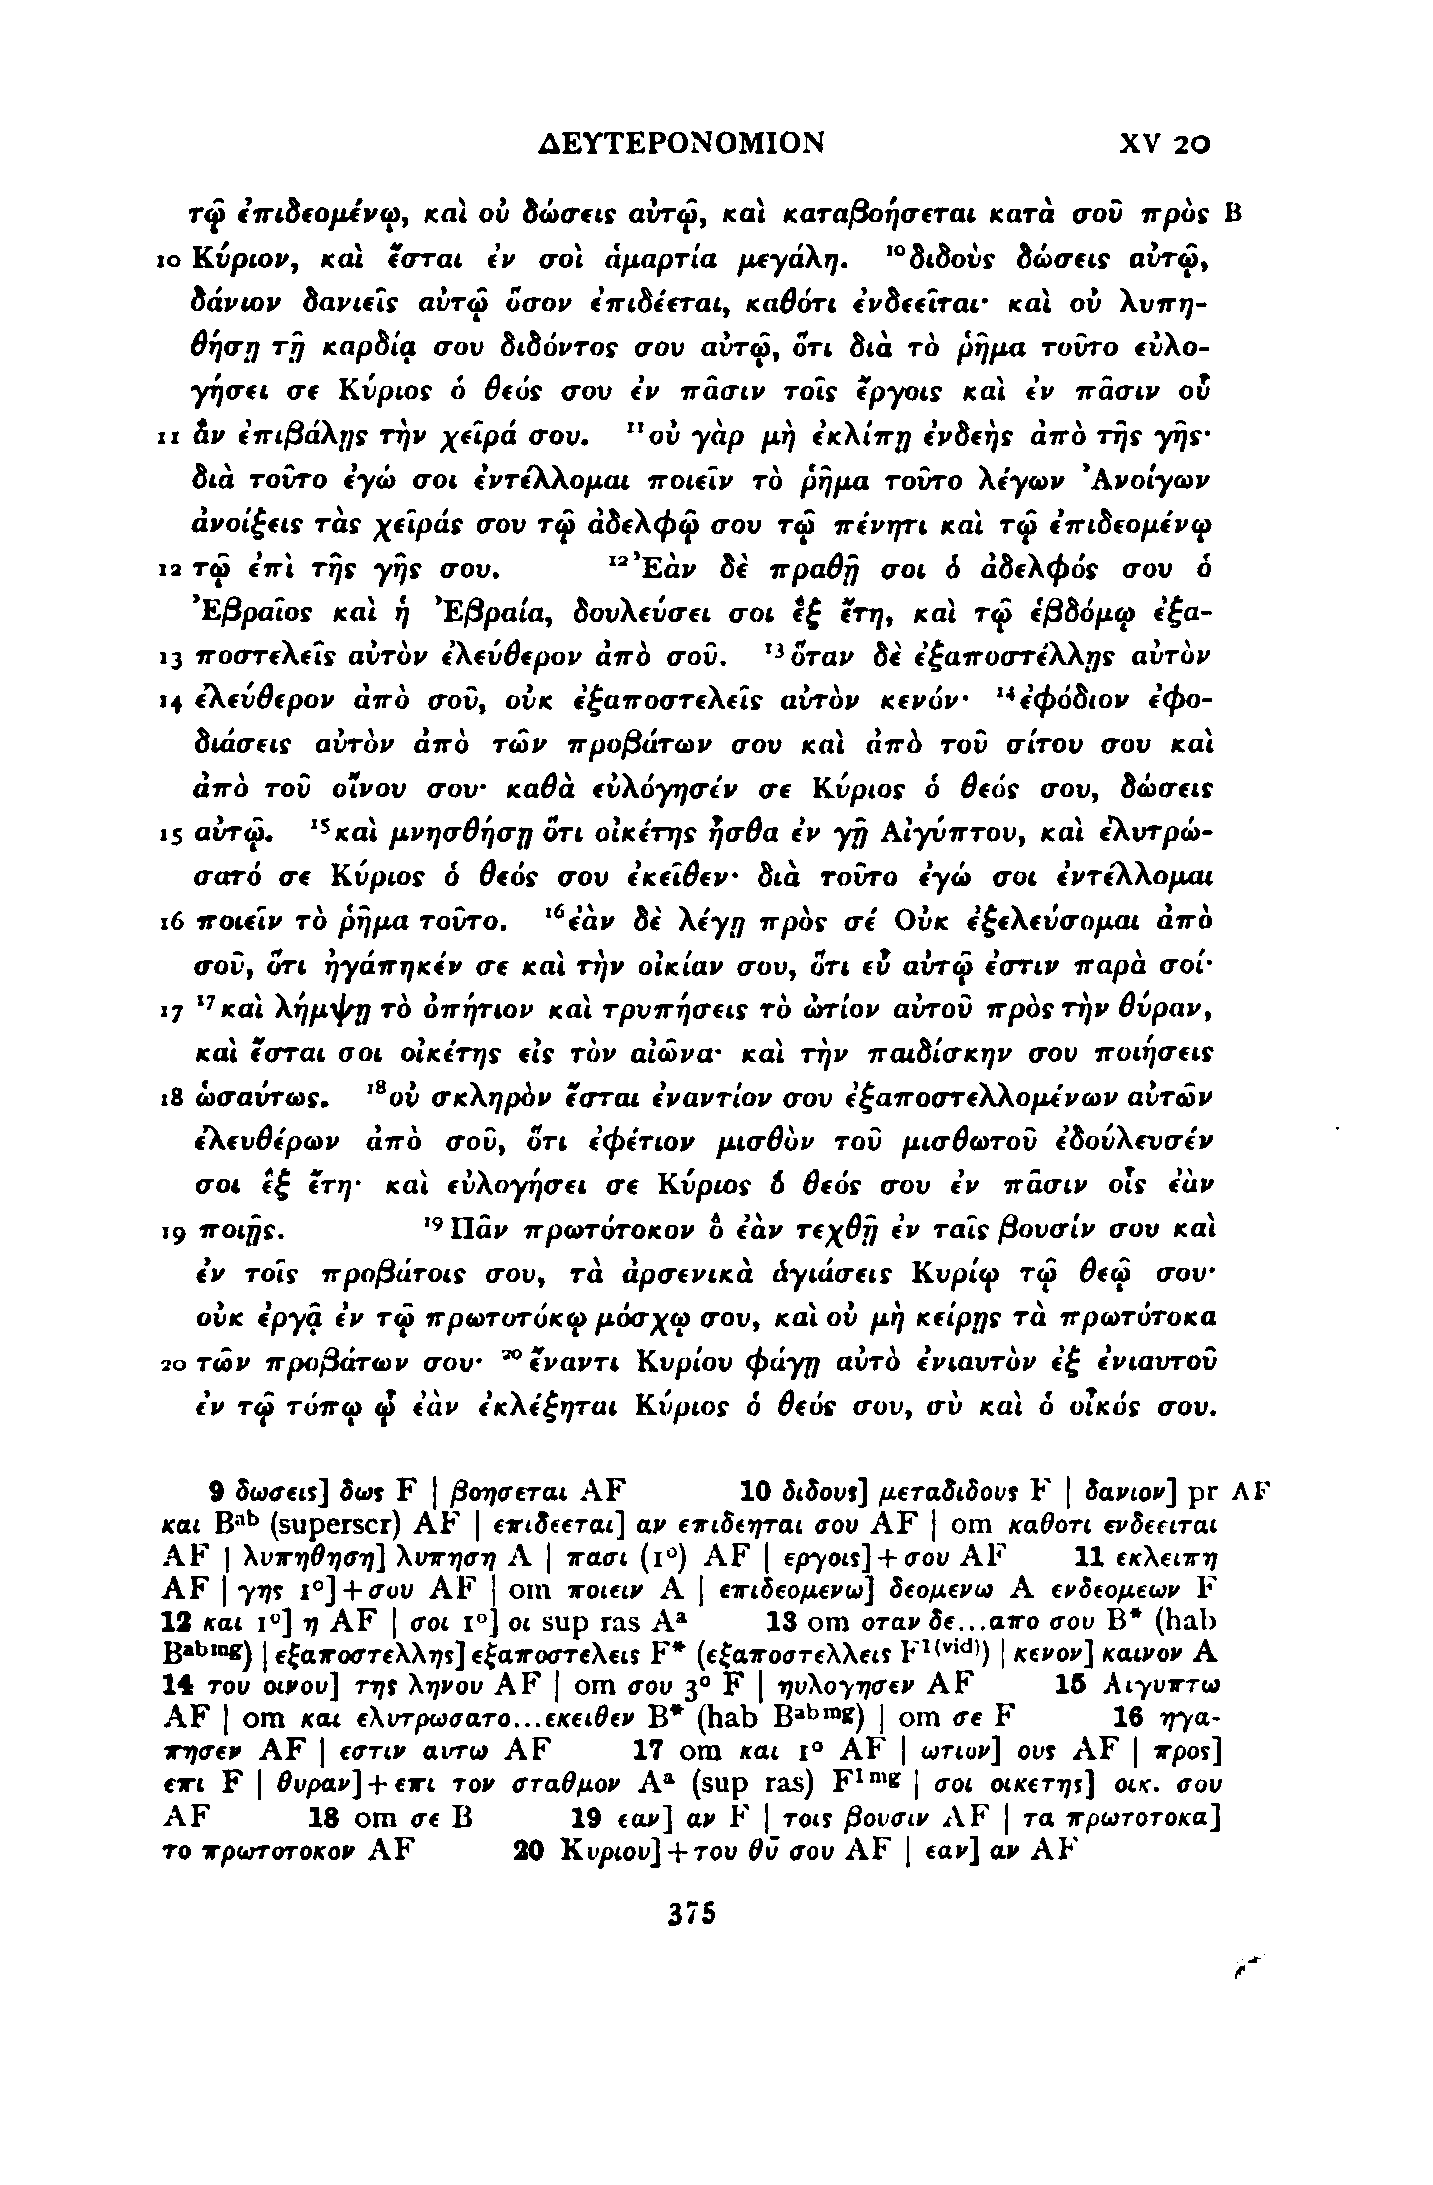 ΔΕΥΤΕΡΟΝΟΜΙΟΝ XV 20
τῷ ἐπιδεομένῳ, καὶ οὐ δώσεις αὐτῷ, καὶ καταβοήσεται κατὰ σοῦ πρὸς B
10 Κύριον, καὶ ἔσται ἐν σοὶ ἁμαρτία μεγάλη. ¹⁰διδοὺς δώσεις αὐτῷ,
δάνιον δανιεῖς αὐτῷ ὅσον ἐπιδέεται, καθότι ἐνδεεῖται· καὶ οὐ λυπη-
θήσῃ τῇ καρδίᾳ σου διδόντος σου αὐτῷ, ὅτι διὰ τὸ ῥῆμα τοῦτο εὐλο-
γήσει σε Κύριος ὁ θεός σου ἐν πᾶσιν τοῖς ἔργοις καὶ ἐν πᾶσιν οὗ
11 ἂν ἐπιβάλῃς τὴν χεῖρά σου. ¹¹οὐ γὰρ μὴ ἐκλίπῃ ἐνδεὴς ἀπὸ τῆς γῆς·
διὰ τοῦτο ἐγώ σοι ἐντέλλομαι ποιεῖν τὸ ῥῆμα τοῦτο λέγων Ἀνοίγων
ἀνοίξεις τὰς χεῖράς σου τῷ ἀδελφῷ σου τῷ πένητι καὶ τῷ ἐπιδεομένῳ
12 τῷ ἐπὶ τῆς γῆς σου. ¹²Ἐὰν δὲ πραθῇ σοι ὁ ἀδελφός σου ὁ
Ἐβραῖος καὶ ἡ Ἐβραία, δουλεύσει σοι ἓξ ἔτη, καὶ τῷ ἑβδόμῳ ἐξα-
13 ποστελεῖς αὐτὸν ἐλεύθερον ἀπὸ σοῦ. ¹³ὅταν δὲ ἐξαποστέλλῃς αὐτὸν
14 ἐλεύθερον ἀπὸ σοῦ, οὐκ ἐξαποστελεῖς αὐτὸν κενόν· ¹⁴ἐφόδιον ἐφο-
διάσεις αὐτὸν ἀπὸ τῶν προβάτων σου καὶ ἀπὸ τοῦ σίτου σου καὶ
ἀπὸ τοῦ οἴνου σου· καθὰ εὐλόγησέν σε Κύριος ὁ θεός σου, δώσεις
15 αὐτῷ. ¹⁵καὶ μνησθήσῃ ὅτι οἰκέτης ἦσθα ἐν γῇ Αἰγύπτου, καὶ ἐλυτρώ-
σατό σε Κύριος ὁ θεός σου ἐκεῖθεν· διὰ τοῦτο ἐγώ σοι ἐντέλλομαι
16 ποιεῖν τὸ ῥῆμα τοῦτο. ¹⁶ἐὰν δὲ λέγῃ πρὸς σέ Οὐκ ἐξελεύσομαι ἀπὸ
σοῦ, ὅτι ἠγάπηκέν σε καὶ τὴν οἰκίαν σου, ὅτι εὖ αὐτῷ ἐστιν παρὰ σοί·
17 ¹⁷καὶ λήμψῃ τὸ ὀπήτιον καὶ τρυπήσεις τὸ ὠτίον αὐτοῦ πρὸς τὴν θύραν,
καὶ ἔσται σοι οἰκέτης εἰς τὸν αἰῶνα· καὶ τὴν παιδίσκην σου ποιήσεις
18 ὡσαύτως. ¹⁸οὐ σκληρὸν ἔσται ἐναντίον σου ἐξαποστελλομένων αὐτῶν
ἐλευθέρων ἀπὸ σοῦ, ὅτι ἐφέτιον μισθὸν τοῦ μισθωτοῦ ἐδούλευσέν
σοι ἓξ ἔτη· καὶ εὐλογήσει σε Κύριος ὁ θεός σου ἐν πᾶσιν οἷς ἐὰν
19 ποιῇς. ¹⁹Πᾶν πρωτότοκον ὃ ἐὰν τεχθῇ ἐν ταῖς βουσίν σου καὶ
ἐν τοῖς προβάτοις σου, τὰ ἀρσενικὰ ἁγιάσεις Κυρίῳ τῷ θεῷ σου·
οὐκ ἐργᾷ ἐν τῷ πρωτοτόκῳ μόσχῳ σου, καὶ οὐ μὴ κείρῃς τὰ πρωτότοκα
20 τῶν προβάτων σου· ²⁰ἔναντι Κυρίου φάγῃ αὐτὸ ἐνιαυτὸν ἐξ ἐνιαυτοῦ
ἐν τῷ τόπῳ ᾧ ἐὰν ἐκλέξηται Κύριος ὁ θεός σου, σὺ καὶ ὁ οἶκός σου.
9 δωσεις] δως F | βοησεται AF 10 διδους] μεταδιδους F | δανιον] pr AF
και Bᵃᵇ (superscr) AF | επιδεεται] αν επιδεηται σου AF | om καθοτι ενδεειται
AF | λυπηθηση] λυπηση A | πασι (1°) AF | εργοις]+σου AF 11 εκλειπη
AF | γης 1°]+σου AF | om ποιειν A | επιδεομενω] δεομενω A ενδεομεων F
12 και 1°] η AF | σοι 1°] οι sup ras Aᵃ 13 om οταν δε...απο σου B* (hab
Bᵃᵇᵐᵍ) | εξαποστελλης] εξαποστελεις F* (εξαποστελλεις F¹⁽ᵛⁱᵈ⁾) | κενον] καινον A
14 του οινου] της ληνου AF | om σου 3° F | ηυλογησεν AF 15 Αιγυπτω
AF | om και ελυτρωσατο...εκειθεν B* (hab Bᵃᵇᵐᵍ) | om σε F 16 ηγα-
πησεν AF | εστιν αυτω AF 17 om και 1° AF | ωτιον] ους AF | προς]
επι F | θυραν]+επι τον σταθμον Aᵃ (sup ras) F¹ᵐᵍ | σοι οικετης] οικ. σου
AF 18 om σε B 19 εαν] αν F | τοις βουσιν AF | τα πρωτοτοκα]
το πρωτοτοκον AF 20 Κυριου]+του θυ̅ σου AF | εαν] αν AF
375